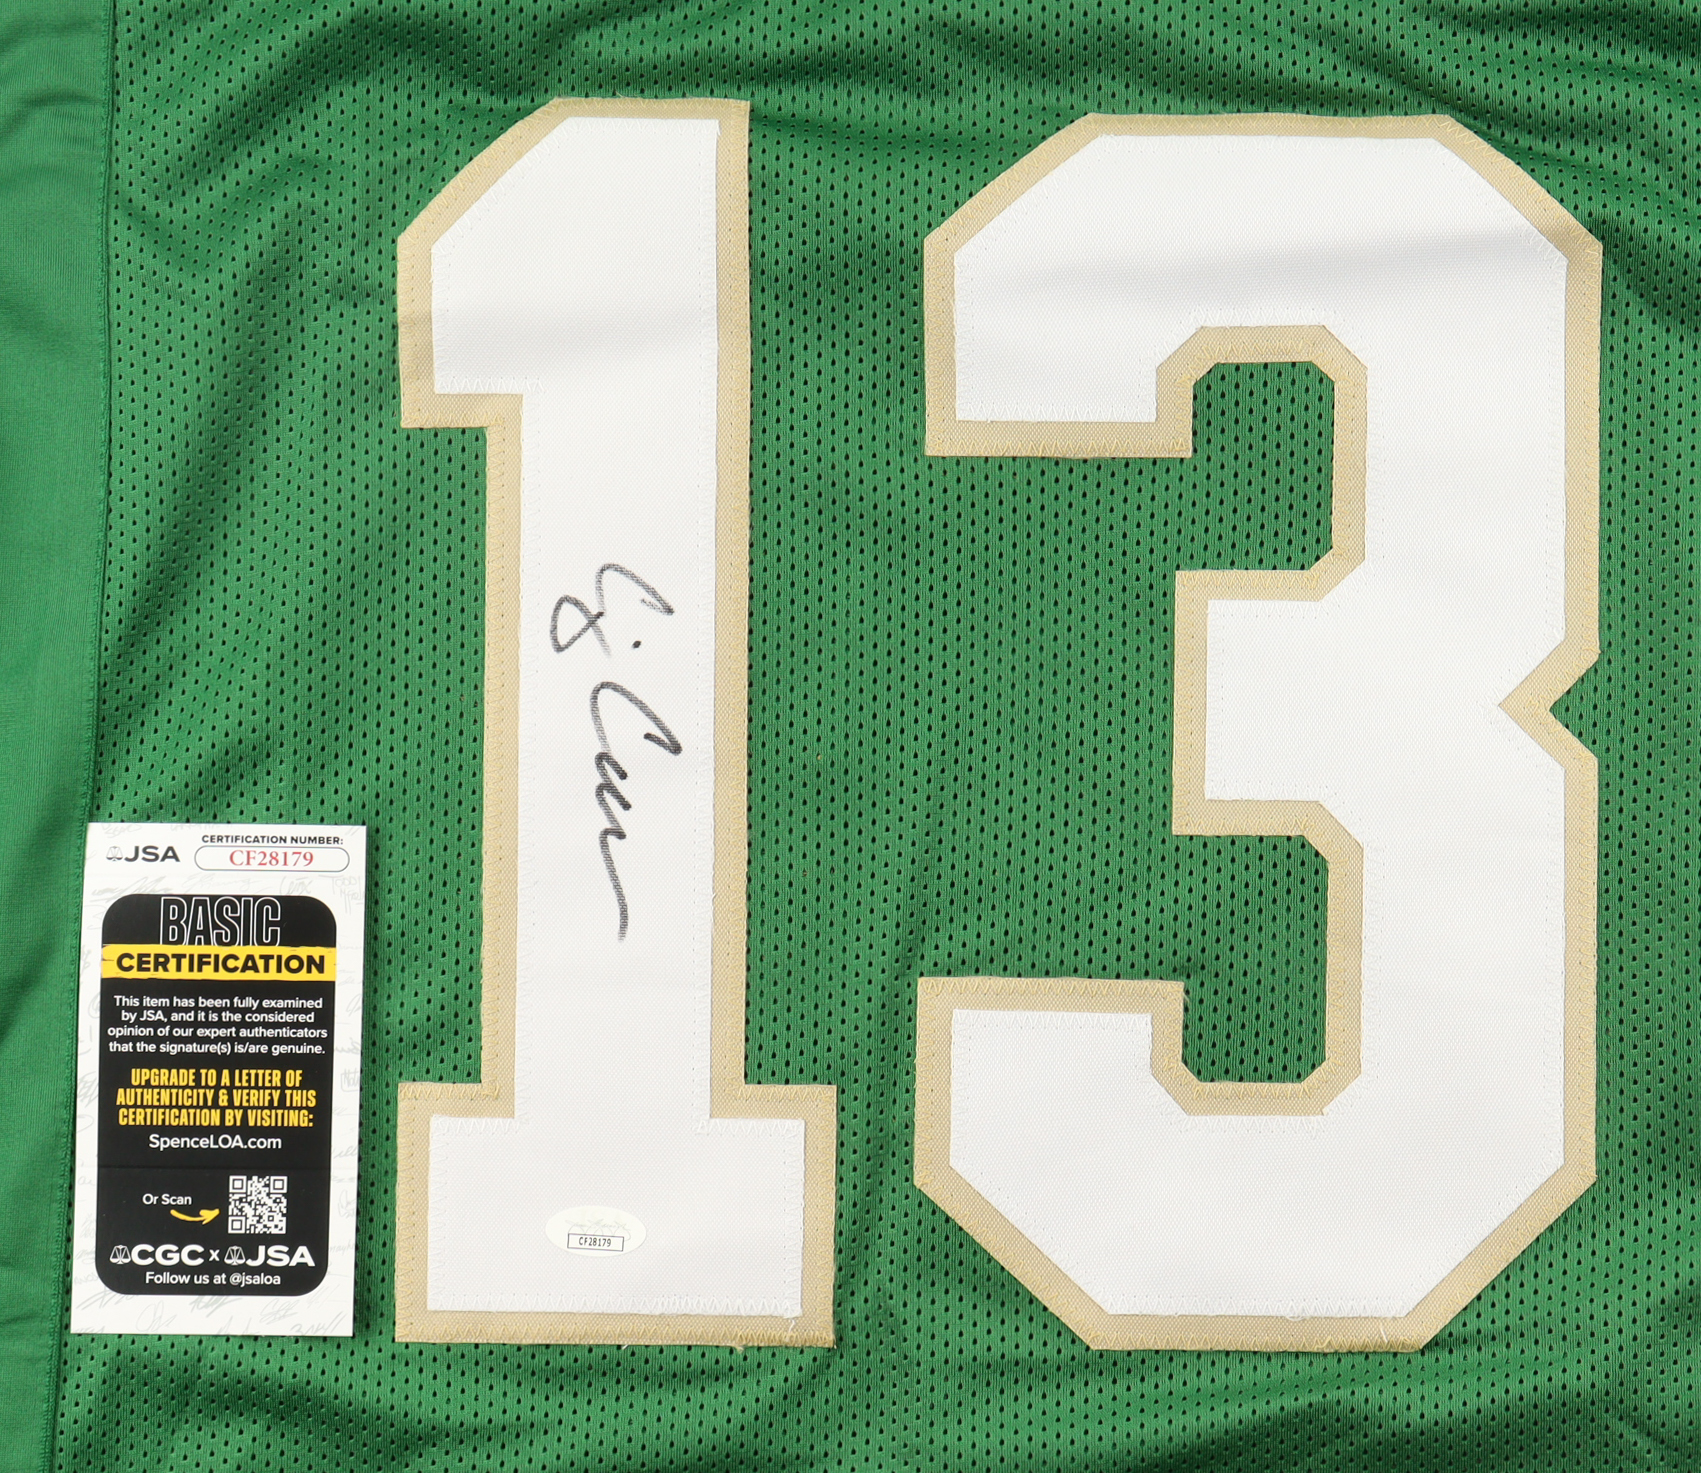 13
JSA
CERTIFICATION NUMBER:
CF28179
BASIC
CERTIFICATION
This item has been fully examined
by JSA, and it is the considered
opinion of our expert authenticators
that the signature(s) is/are genuine.
UPGRADE TO A LETTER OF
AUTHENTICITY & VERIFY THIS
CERTIFICATION BY VISITING:
SpenceLOA.com
Or Scan
CGC x JSA
Follow us at @jsaloa
CF28179